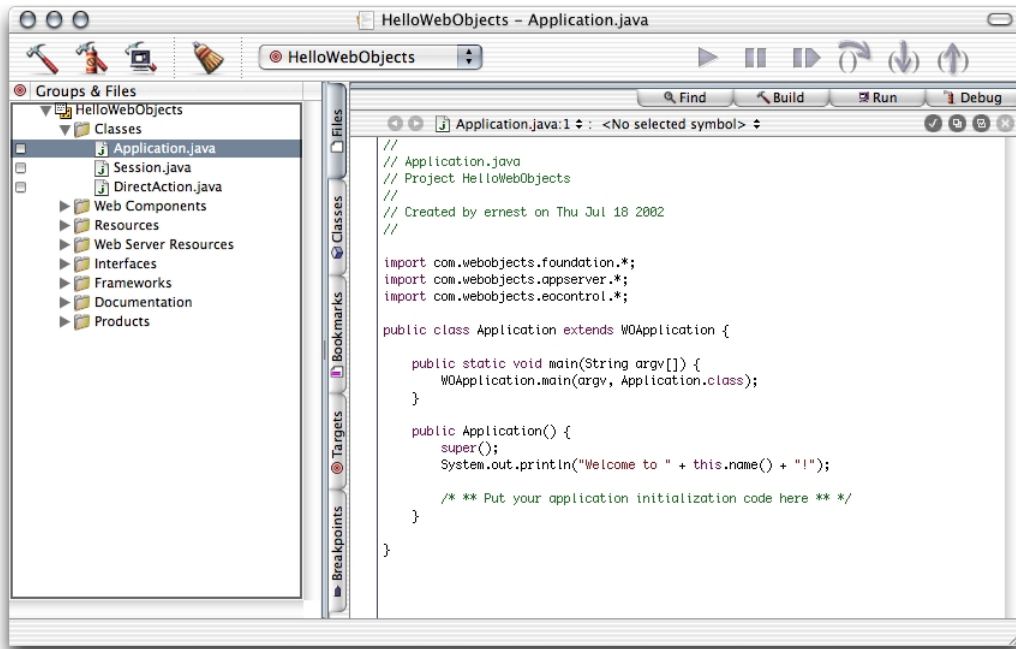 HelloWebObjects – Application.java
HelloWebObjects
Groups & Files
HelloWebObjects
Classes
Application.java
Session.java
DirectAction.java
Web Components
Resources
Web Server Resources
Interfaces
Frameworks
Documentation
Products
Files
Classes
Bookmarks
Targets
Breakpoints
Find Build Run Debug
Application.java:1 : <No selected symbol>
//
// Application.java
// Project HelloWebObjects
//
// Created by ernest on Thu Jul 18 2002
//
import com.webobjects.foundation.*;
import com.webobjects.appserver.*;
import com.webobjects.eocontrol.*;
public class Application extends WOApplication {
public static void main(String argv[]) {
WOApplication.main(argv, Application.class);
}
public Application() {
super();
System.out.println("Welcome to " + this.name() + "!");
/* ** Put your application initialization code here ** */
}
}